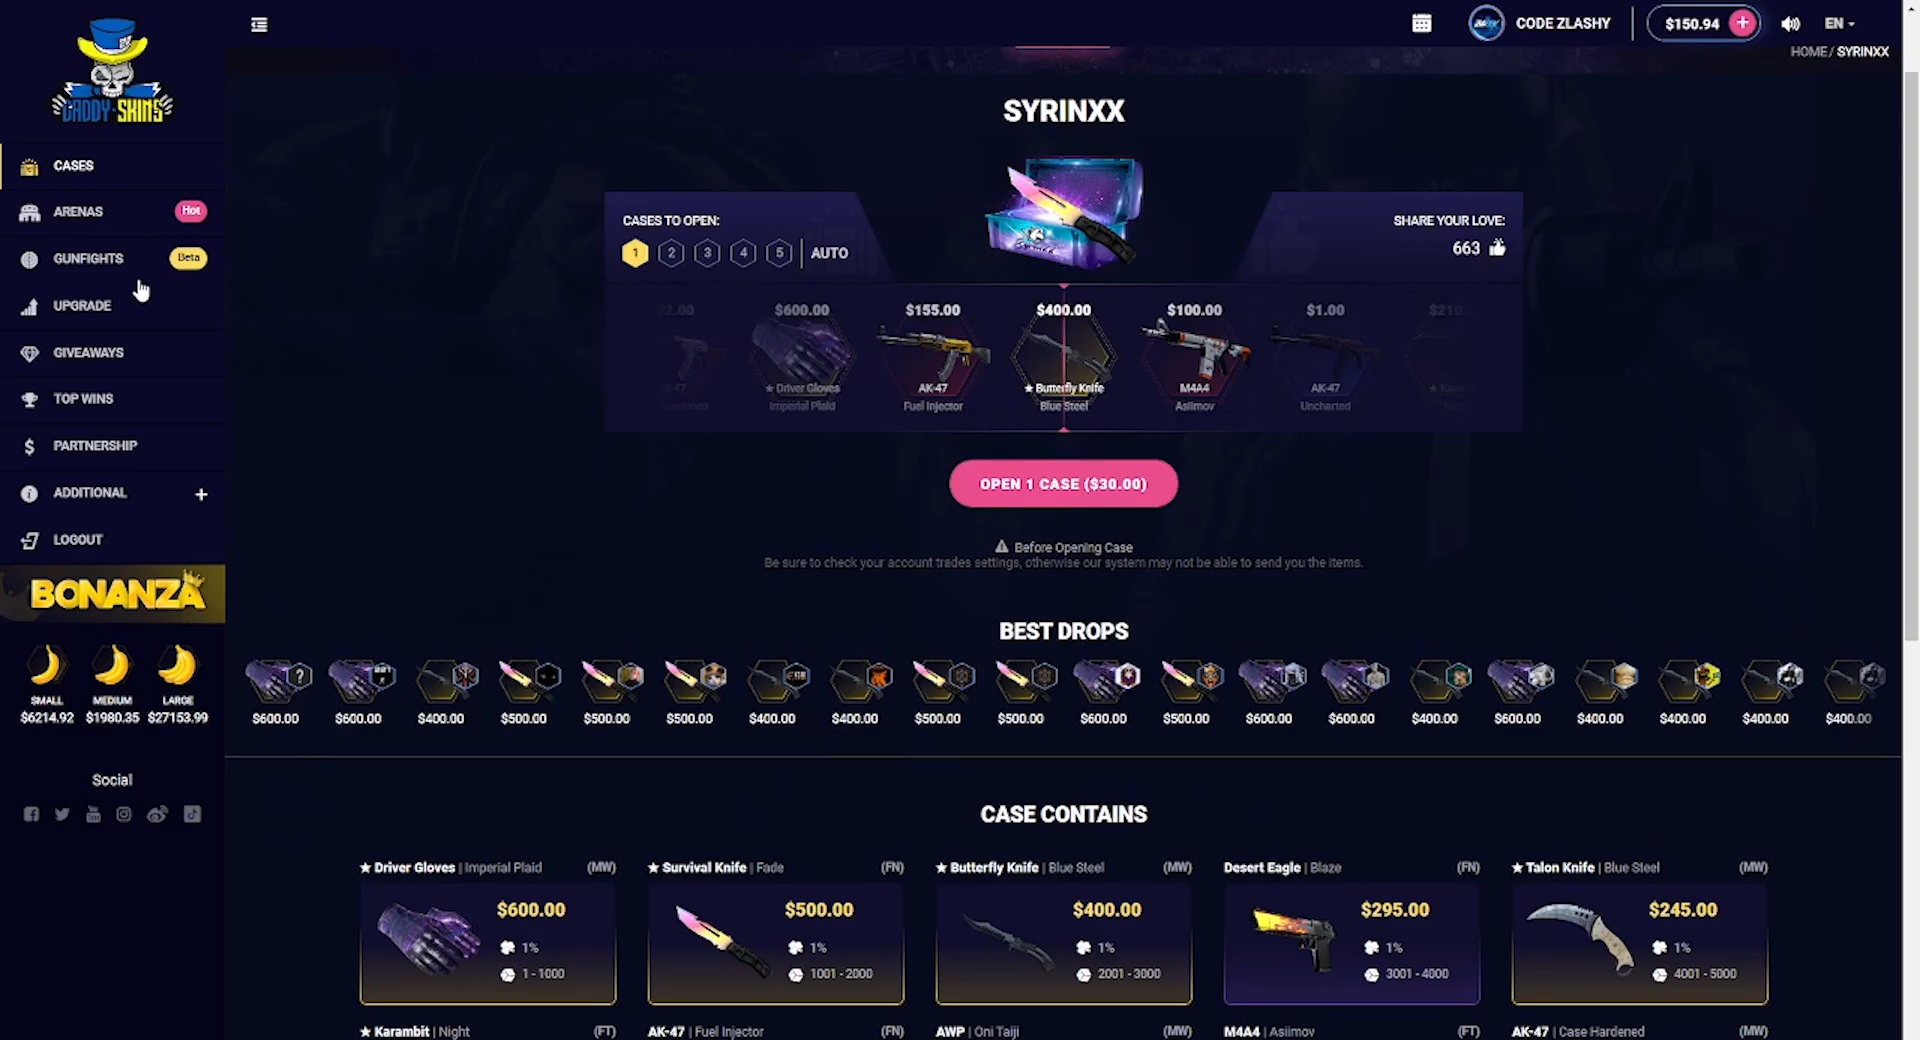 CODE ZLASHY
$150.94
EN
HOME / SYRINXX
DADDY SKINS
CASES
ARENAS Hot
GUNFIGHTS Beta
UPGRADE
GIVEAWAYS
TOP WINS
PARTNERSHIP
ADDITIONAL +
LOGOUT
BONANZA
SMALL MEDIUM LARGE
$6214.92 $1980.35 $27153.99
Social
SYRINXX
CASES TO OPEN:
1 2 3 4 5 AUTO
SHARE YOUR LOVE:
663
$600.00 $155.00 $400.00 $100.00 $1.00
★ Driver Gloves AK-47 ★ Butterfly Knife M4A4 AK-47
Imperial Plaid Fuel Injector Blue Steel Asiimov Uncharted
OPEN 1 CASE ($30.00)
Before Opening Case
Be sure to check your account trades settings, otherwise our system may not be able to send you the items.
BEST DROPS
$600.00 $600.00 $400.00 $500.00 $500.00 $500.00 $400.00 $400.00 $500.00 $500.00 $600.00 $500.00 $600.00 $600.00 $400.00 $600.00 $400.00 $400.00 $400.00 $400.00
CASE CONTAINS
★ Driver Gloves | Imperial Plaid (MW)
$600.00
1%
1 - 1000
★ Survival Knife | Fade (FN)
$500.00
1%
1001 - 2000
★ Butterfly Knife | Blue Steel (MW)
$400.00
1%
2001 - 3000
Desert Eagle | Blaze (FN)
$295.00
1%
3001 - 4000
★ Talon Knife | Blue Steel (MW)
$245.00
1%
4001 - 5000
★ Karambit | Night (FT)
AK-47 | Fuel Injector (FN)
AWP | Oni Taiji (MW)
M4A4 | Asiimov (FT)
AK-47 | Case Hardened (MW)